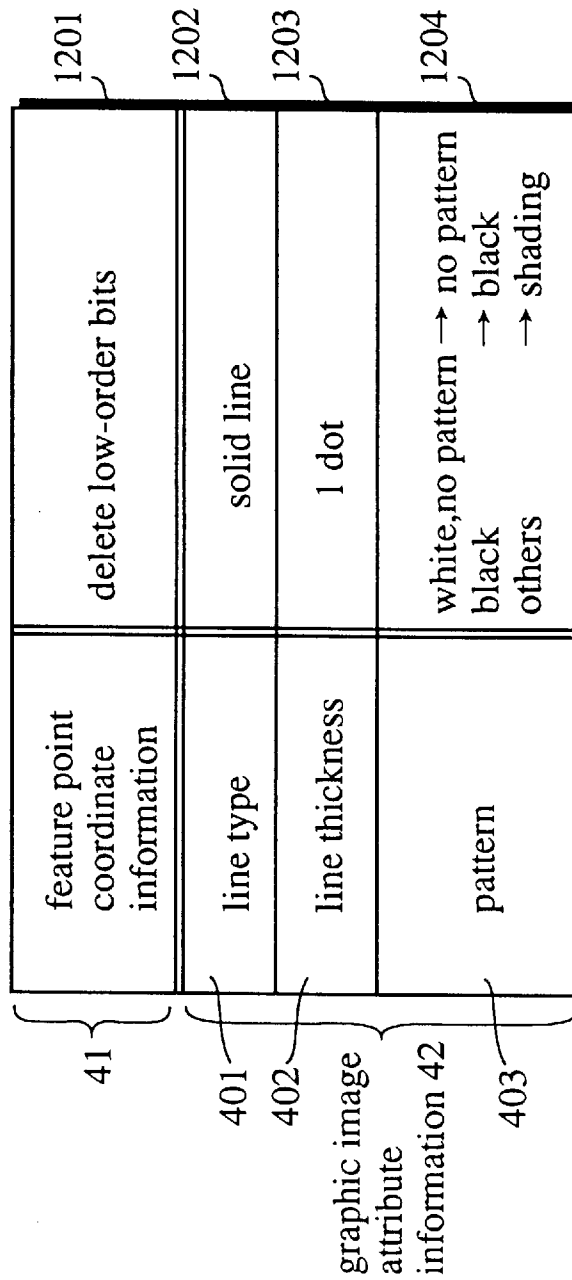 41
feature point
coordinate
information
delete low-order bits
1201
graphic image
attribute
information 42
401
line type
solid line
1202
402
line thickness
1 dot
1203
403
pattern
white,no pattern → no pattern
black → black
others → shading
1204